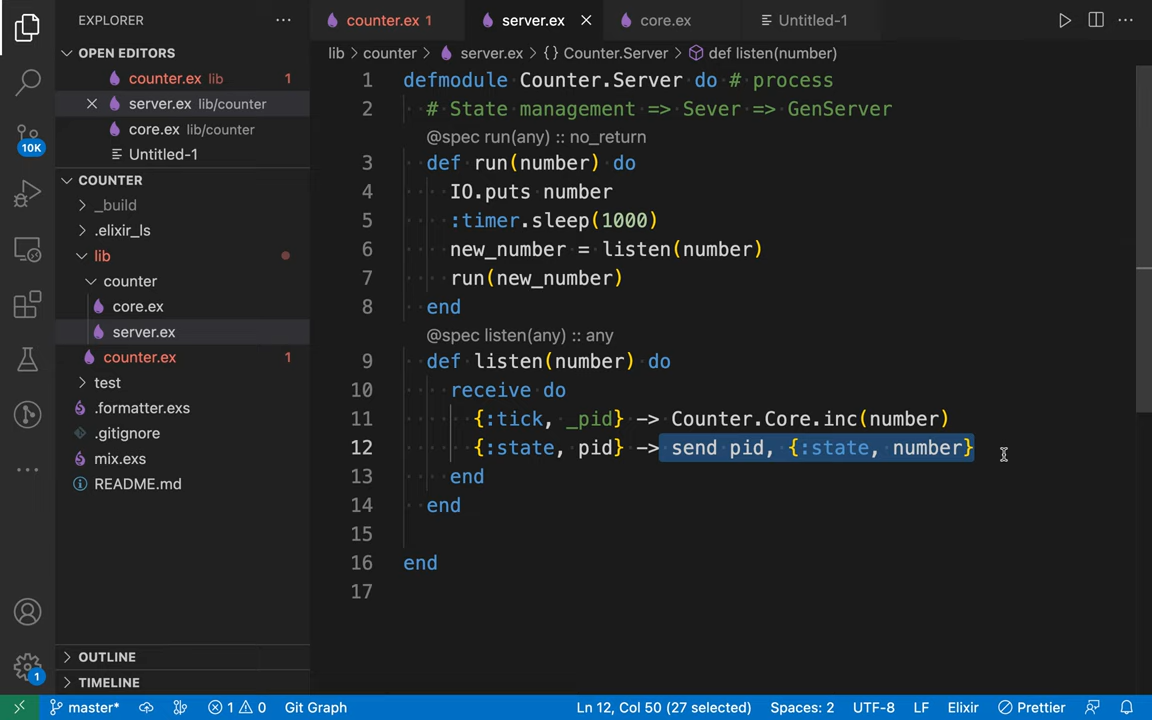 EXPLORER
OPEN EDITORS
counter.ex lib 1
server.ex lib/counter
core.ex lib/counter
Untitled-1
COUNTER
_build
.elixir_ls
lib
counter
core.ex
server.ex
counter.ex 1
test
.formatter.exs
.gitignore
mix.exs
README.md
OUTLINE
TIMELINE
10K
1
counter.ex 1 server.ex core.ex Untitled-1
lib counter server.ex {} Counter.Server def listen(number)
1 defmodule Counter.Server do # process
2 # State management => Sever => GenServer
@spec run(any) :: no_return
3 def run(number) do
4 IO.puts number
5 :timer.sleep(1000)
6 new_number = listen(number)
7 run(new_number)
8 end
@spec listen(any) :: any
9 def listen(number) do
10 receive do
11 {:tick, _pid} -> Counter.Core.inc(number)
12 {:state, pid} -> send pid, {:state, number}
13 end
14 end
15
16 end
17
master* 1 0 Git Graph Ln 12, Col 50 (27 selected) Spaces: 2 UTF-8 LF Elixir Prettier